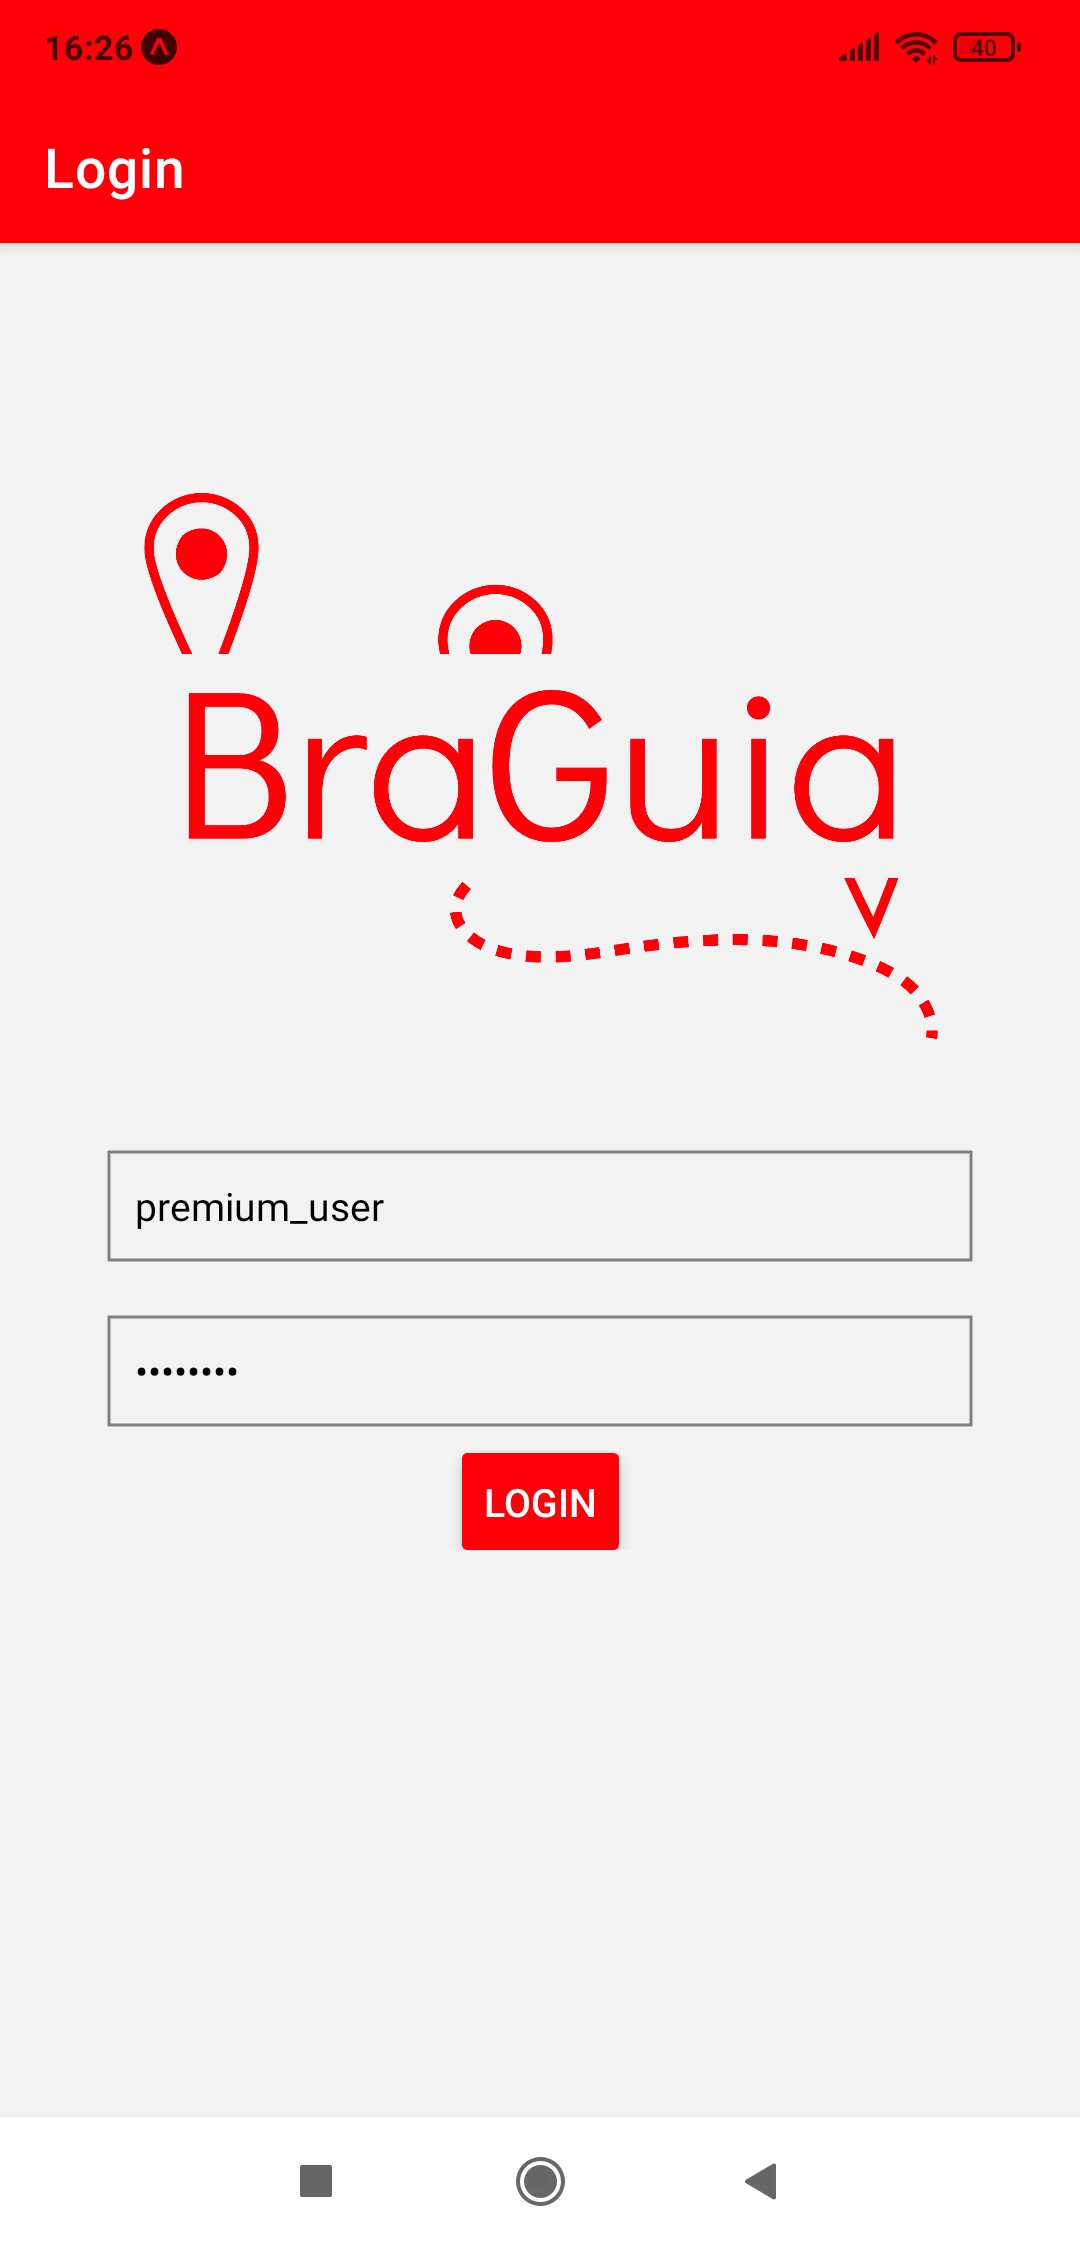 16:26
40
Login
BraGuia
premium_user
••••••••
LOGIN